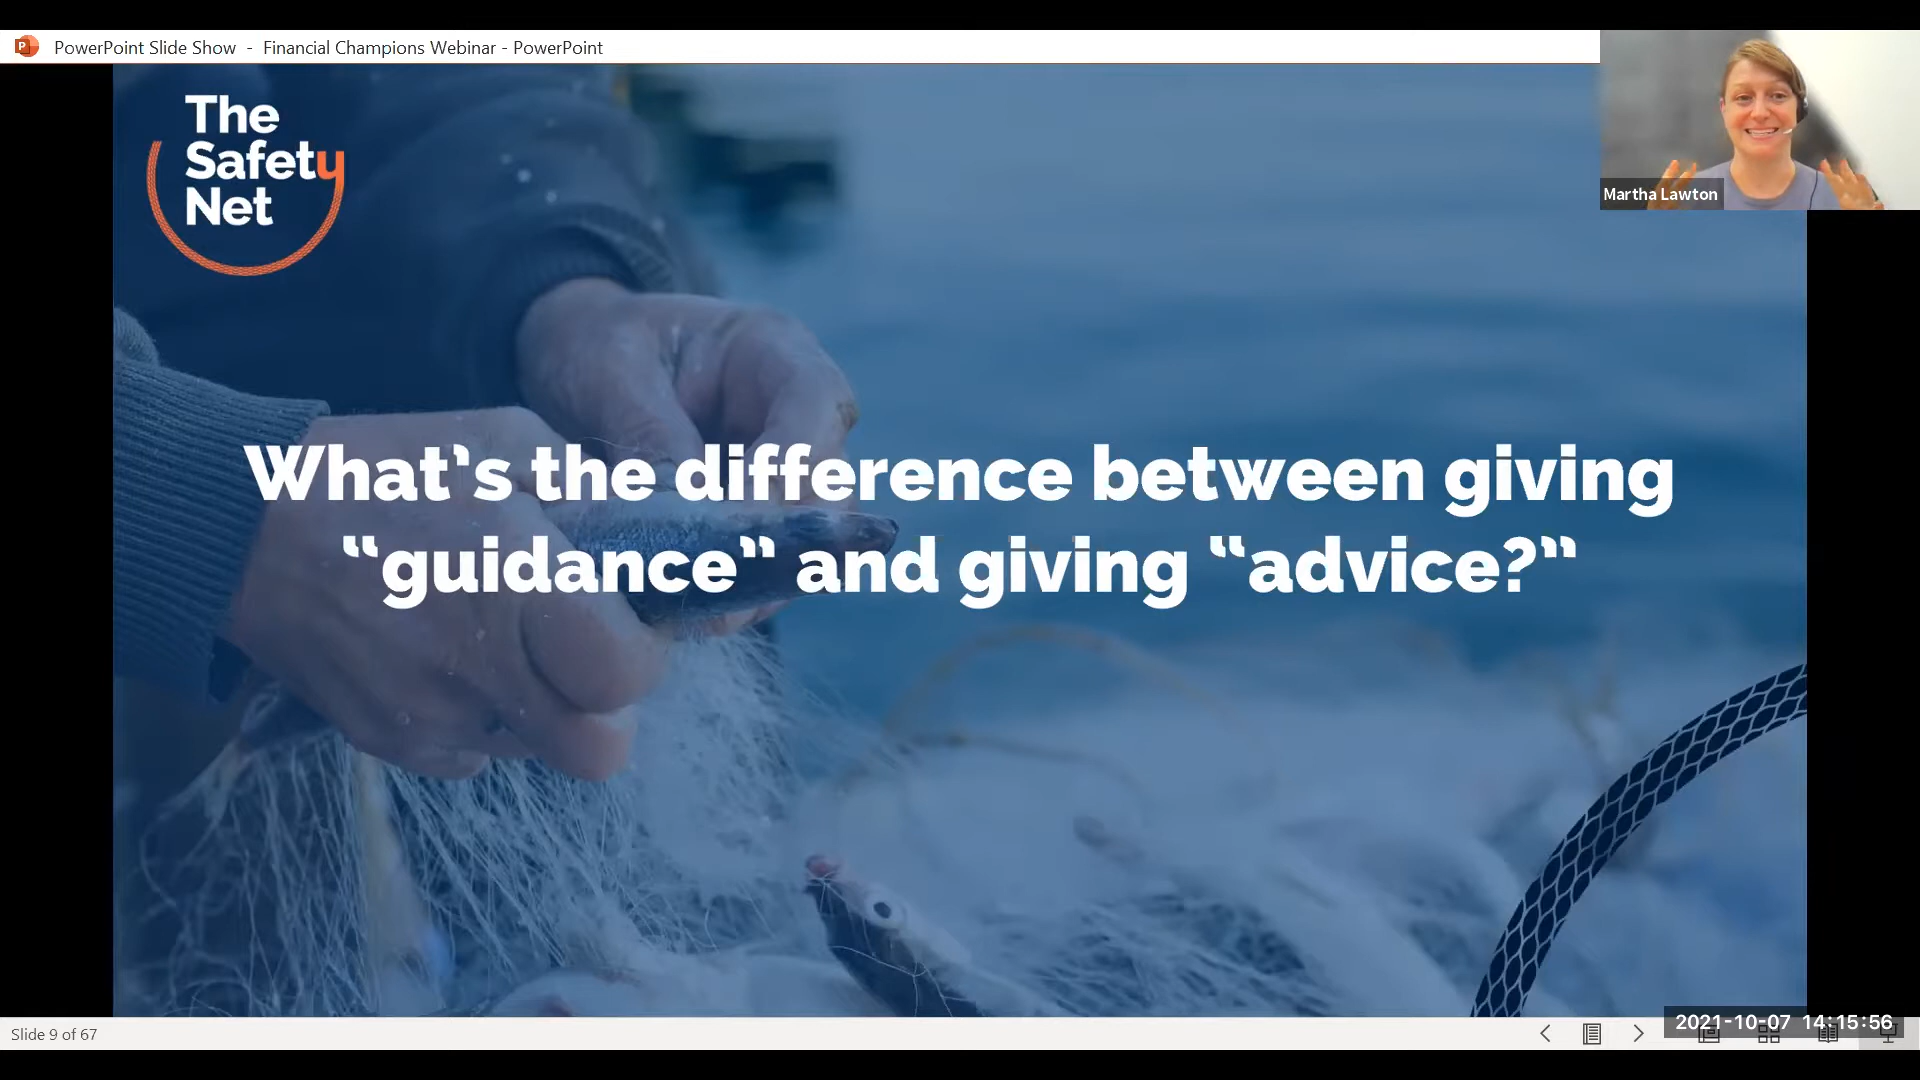 PowerPoint Slide Show - Financial Champions Webinar - PowerPoint
Martha Lawton
The
Safety
Net
What's the difference between giving
“guidance” and giving “advice?”
Slide 9 of 67
2021-10-07 14:15:56